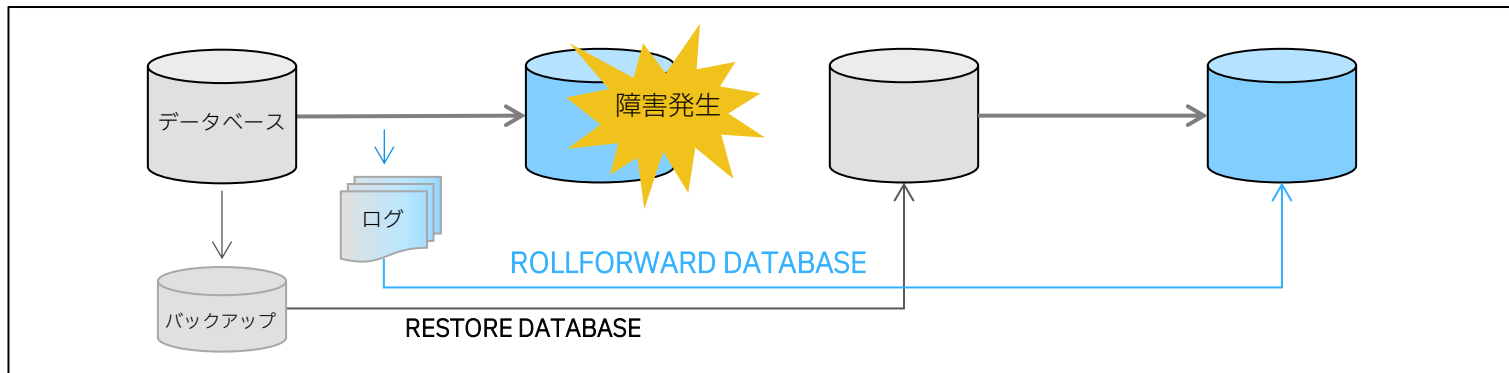 データベース
障害発生
ログ
ROLLFORWARD DATABASE
バックアップ
RESTORE DATABASE